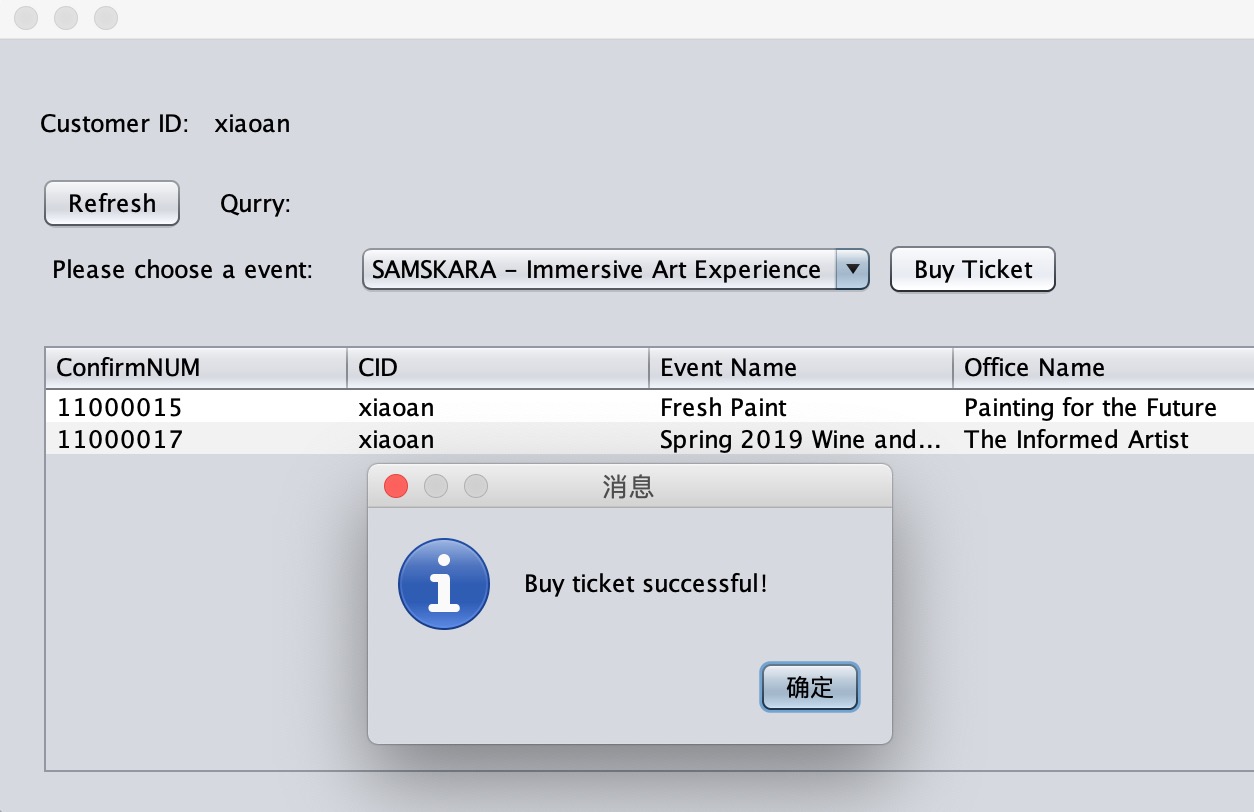 Customer ID: xiaoan
Refresh Qurry:
Please choose a event: SAMSKARA – Immersive Art Experience Buy Ticket
ConfirmNUM CID Event Name Office Name
11000015 xiaoan Fresh Paint Painting for the Future
11000017 xiaoan Spring 2019 Wine and... The Informed Artist
消息
Buy ticket successful!
确定